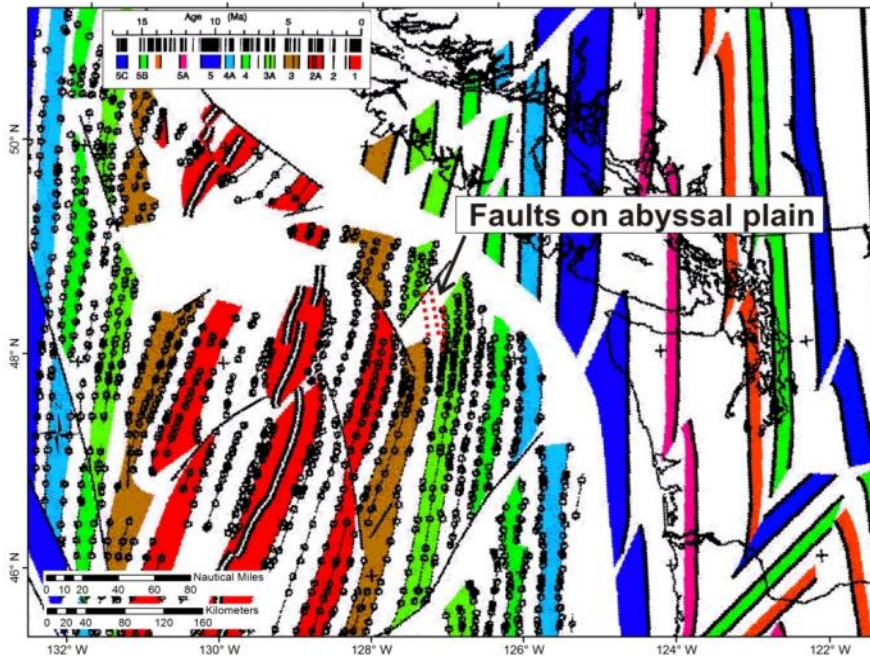 15 Age 10 (Ma) 5 0
5C 5B 5A 5 4A 4 3A 3 2A 2 1
50° N
Faults on abyssal plain
48° N
46° N
Nautical Miles
0 10 20 40 60 80
Kilometers
0 20 40 80 120 160
132° W 130° W 128° W 126° W 124° W 122° W